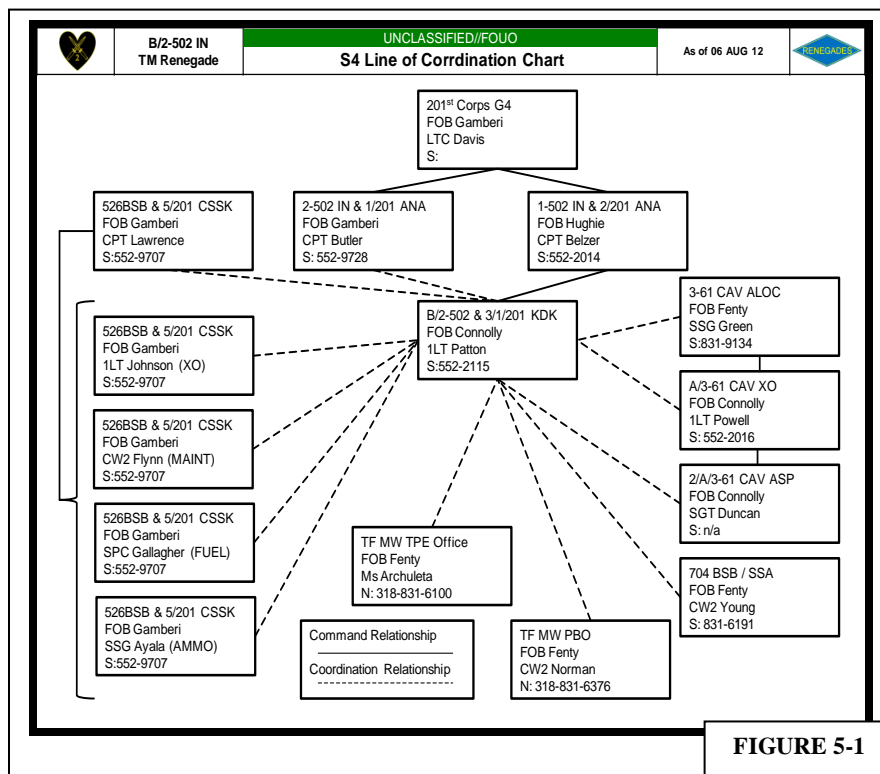 B/2-502 IN
TM Renegade
UNCLASSIFIED//FOUO
S4 Line of Corrdination Chart
As of 06 AUG 12
RENEGADES
2
201st Corps G4
FOB Gamberi
LTC Davis
S:
526BSB & 5/201 CSSK
FOB Gamberi
CPT Lawrence
S:552-9707
2-502 IN & 1/201 ANA
FOB Gamberi
CPT Butler
S: 552-9728
1-502 IN & 2/201 ANA
FOB Hughie
CPT Belzer
S:552-2014
B/2-502 & 3/1/201 KDK
FOB Connolly
1LT Patton
S:552-2115
3-61 CAV ALOC
FOB Fenty
SSG Green
S:831-9134
526BSB & 5/201 CSSK
FOB Gamberi
1LT Johnson (XO)
S:552-9707
A/3-61 CAV XO
FOB Connolly
1LT Powell
S: 552-2016
526BSB & 5/201 CSSK
FOB Gamberi
CW2 Flynn (MAINT)
S:552-9707
2/A/3-61 CAV ASP
FOB Connolly
SGT Duncan
S: n/a
526BSB & 5/201 CSSK
FOB Gamberi
SPC Gallagher (FUEL)
S:552-9707
TF MW TPE Office
FOB Fenty
Ms Archuleta
N: 318-831-6100
704 BSB / SSA
FOB Fenty
CW2 Young
S: 831-6191
526BSB & 5/201 CSSK
FOB Gamberi
SSG Ayala (AMMO)
S:552-9707
Command Relationship
Coordination Relationship
TF MW PBO
FOB Fenty
CW2 Norman
N: 318-831-6376
FIGURE 5-1